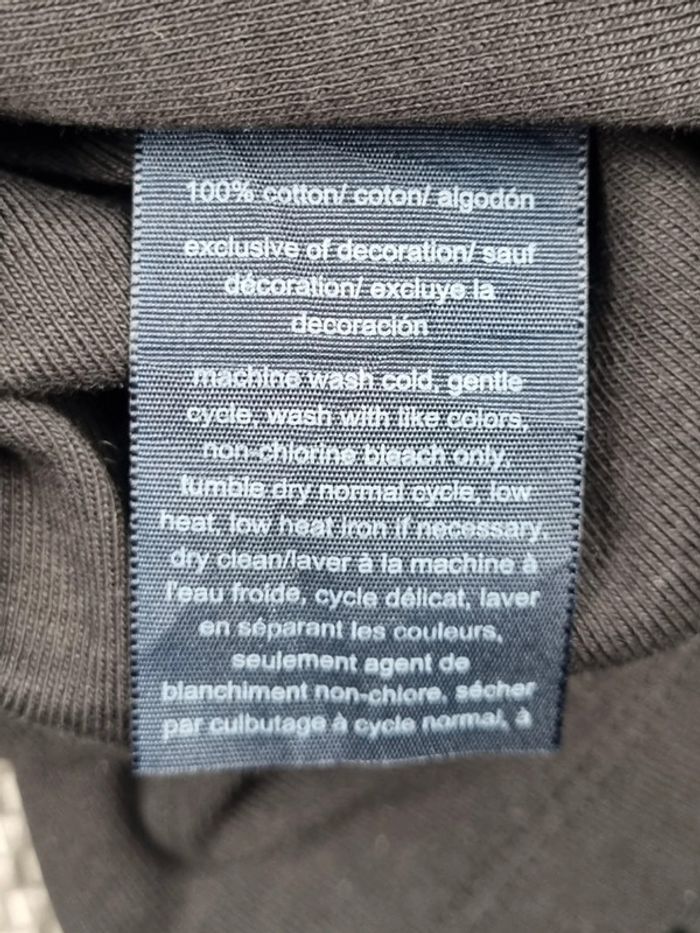 100% cotton/ coton/ algodón
exclusive of decoration/ sauf
décoration/ excluye la
decoración
machine wash cold, gentle
cycle, wash with like colors,
non-chlorine bleach only,
tumble dry normal cycle, low
heat, low heat iron if necessary,
dry clean/laver à la machine à
l'eau froide, cycle délicat, laver
en séparant les couleurs,
seulement agent de
blanchiment non-chlore, sécher
par culbutage à cycle normal, à